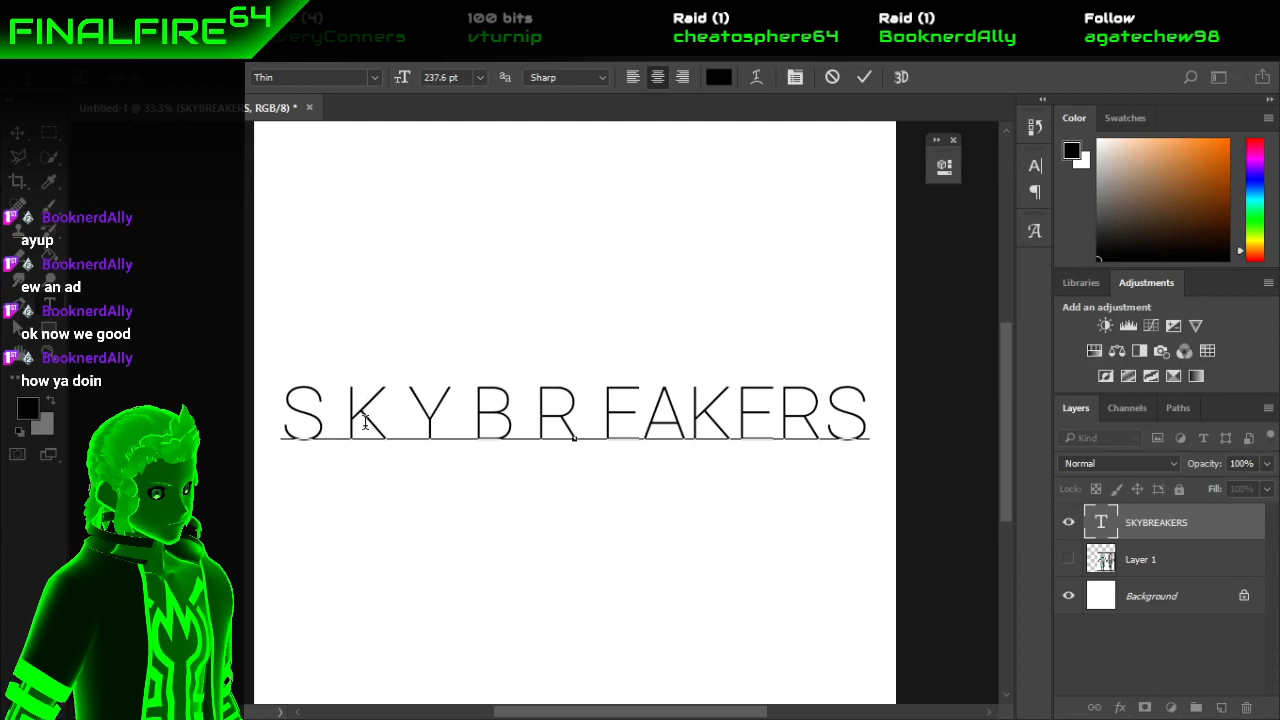 FINALFIRE64
(4)
100 bits
vturnip
Raid (1)
cheatosphere64
Raid (1)
BooknerdAlly
Follow
agatechew98
Thin
237.6 pt
aa
Sharp
3D
Untitled-1 @ 33.3% (SKYBREAKERS, RGB/8) *
BooknerdAlly
ayup
BooknerdAlly
ew an ad
BooknerdAlly
ok now we good
BooknerdAlly
how ya doin
SKYBREAKERS
Color
Swatches
Libraries
Adjustments
Add an adjustment
Layers
Channels
Paths
Kind
Normal
Opacity: 100%
Lock:
Fill: 100%
SKYBREAKERS
Layer 1
Background